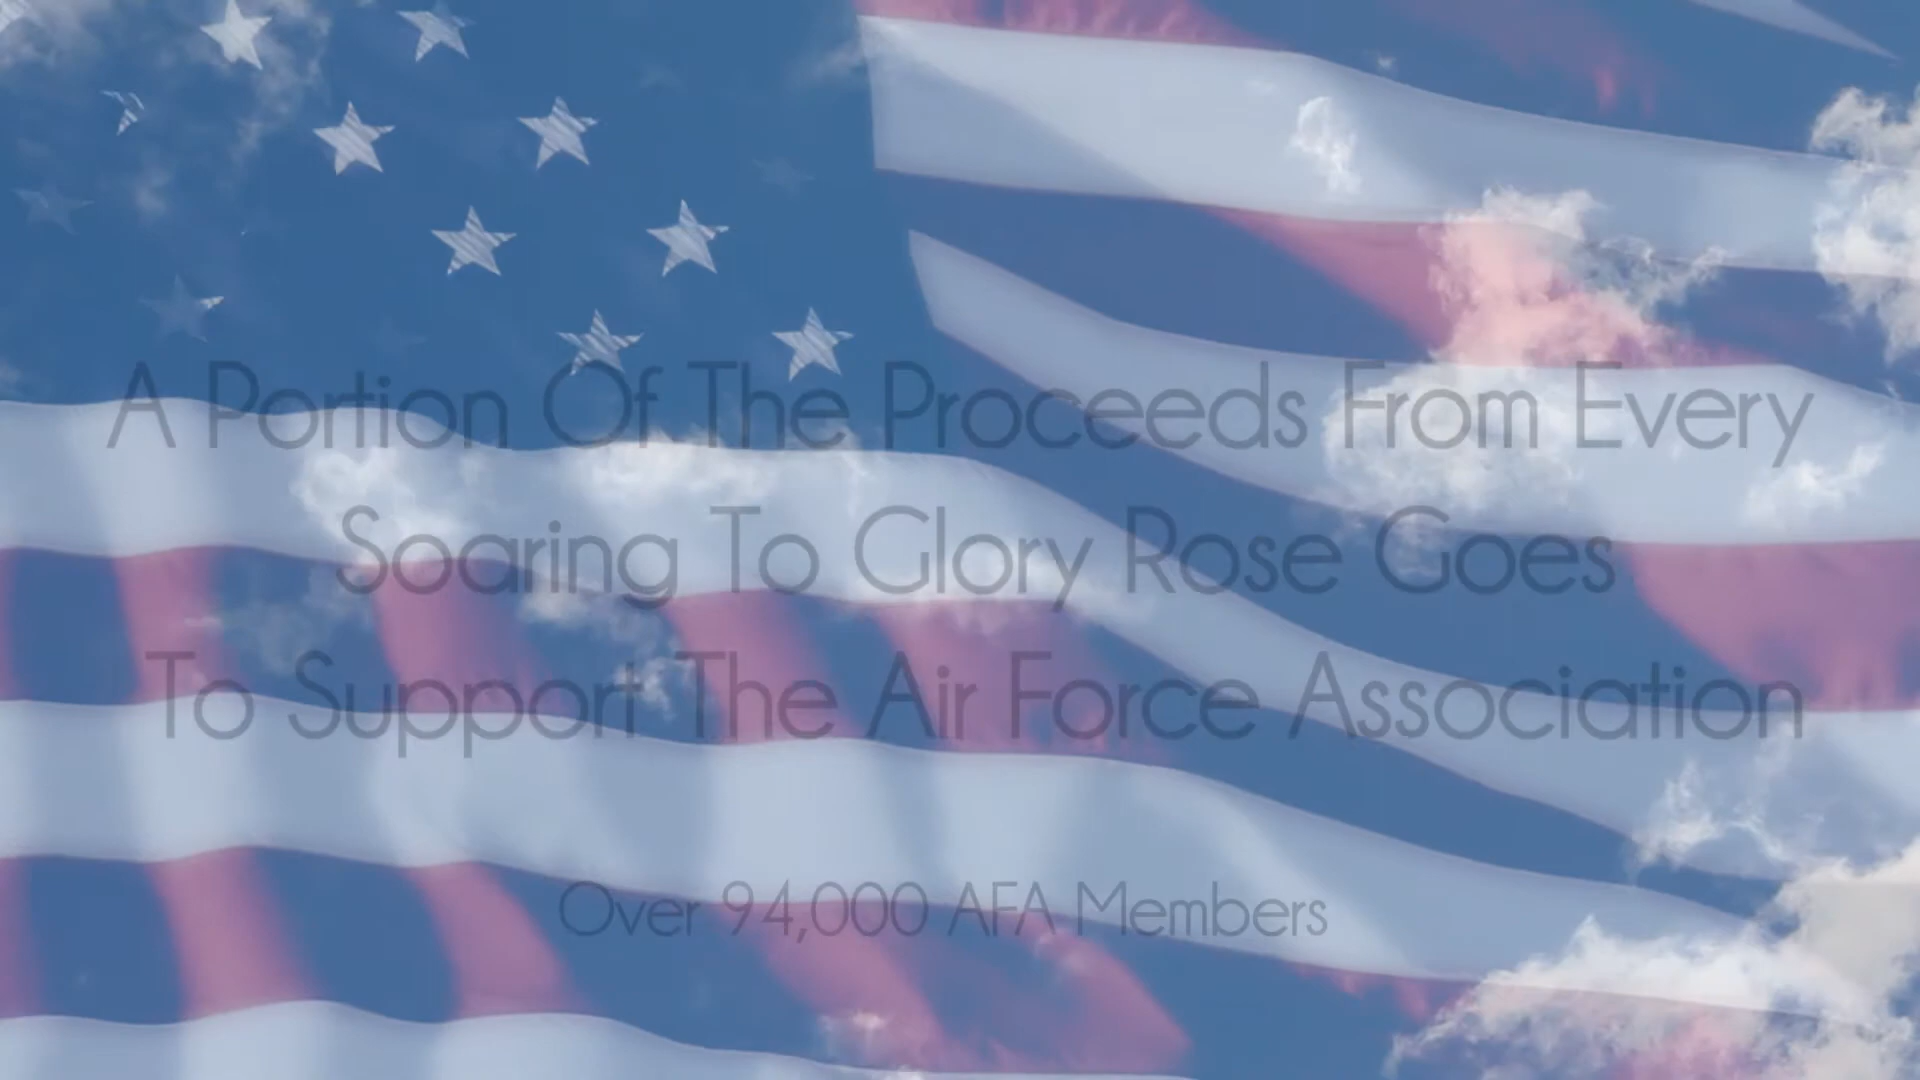 A Portion Of The Proceeds From Every
Soaring To Glory Rose Goes
To Support The Air Force Association
Over 94,000 AFA Members